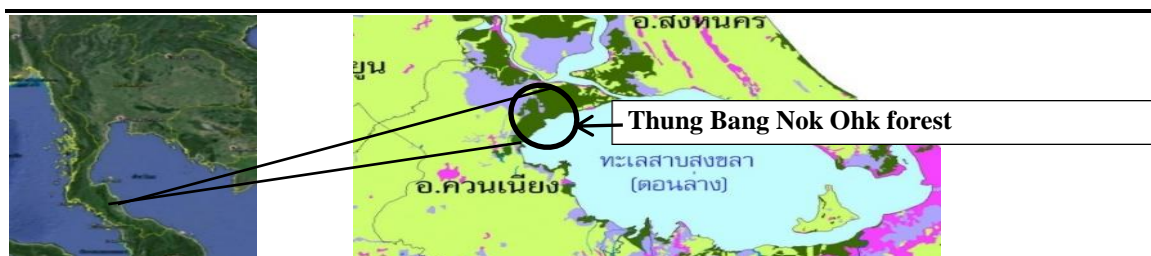 อ.สิงหนคร
ยูน
Thung Bang Nok Ohk forest
ทะเลสาบสงขลา
(ตอนล่าง)
อ.ควนเนียง